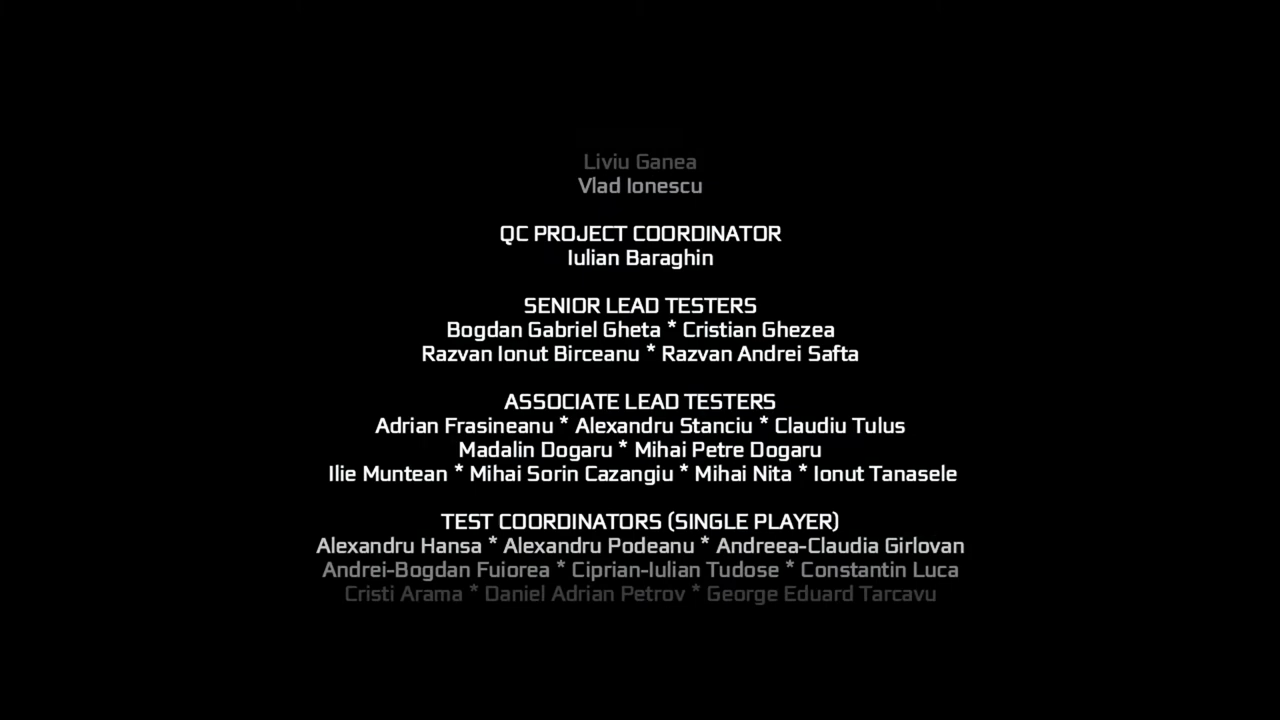 Liviu Ganea
Vlad Ionescu
QC PROJECT COORDINATOR
Iulian Baraghin
SENIOR LEAD TESTERS
Bogdan Gabriel Gheta * Cristian Ghezea
Razvan Ionut Birceanu * Razvan Andrei Safta
ASSOCIATE LEAD TESTERS
Adrian Frasineanu * Alexandru Stanciu * Claudiu Tulus
Madalin Dogaru * Mihai Petre Dogaru
Ilie Muntean * Mihai Sorin Cazangiu * Mihai Nita * Ionut Tanasele
TEST COORDINATORS (SINGLE PLAYER)
Alexandru Hansa * Alexandru Podeanu * Andreea-Claudia Girlovan
Andrei-Bogdan Fuiorea * Ciprian-Iulian Tudose * Constantin Luca
Cristi Arama * Daniel Adrian Petrov * George Eduard Tarcavu